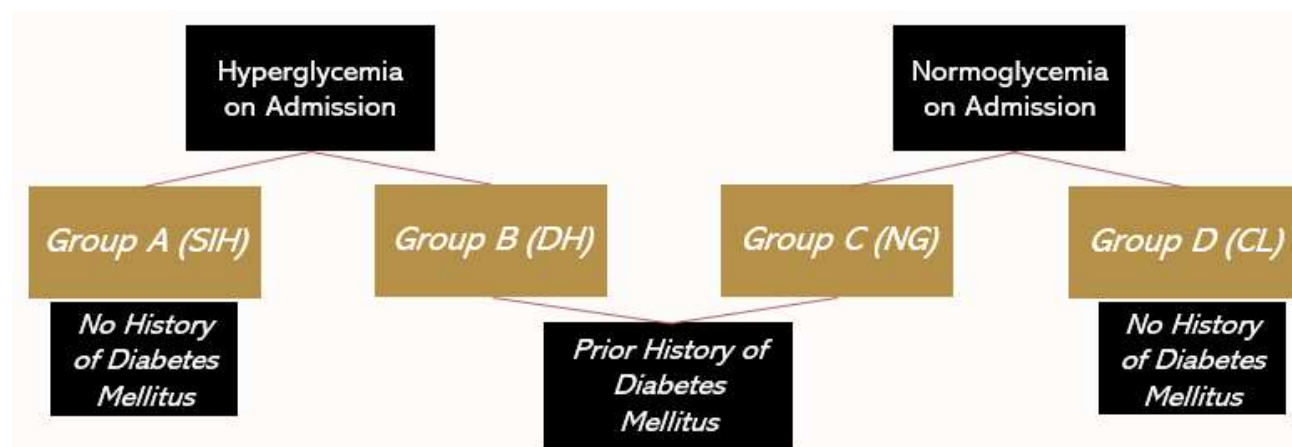 Hyperglycemia
on Admission
Normoglycemia
on Admission
Group A (SIH)
Group B (DH)
Group C (NG)
Group D (CL)
No History
of Diabetes
Mellitus
Prior History of
Diabetes
Mellitus
No History
of Diabetes
Mellitus